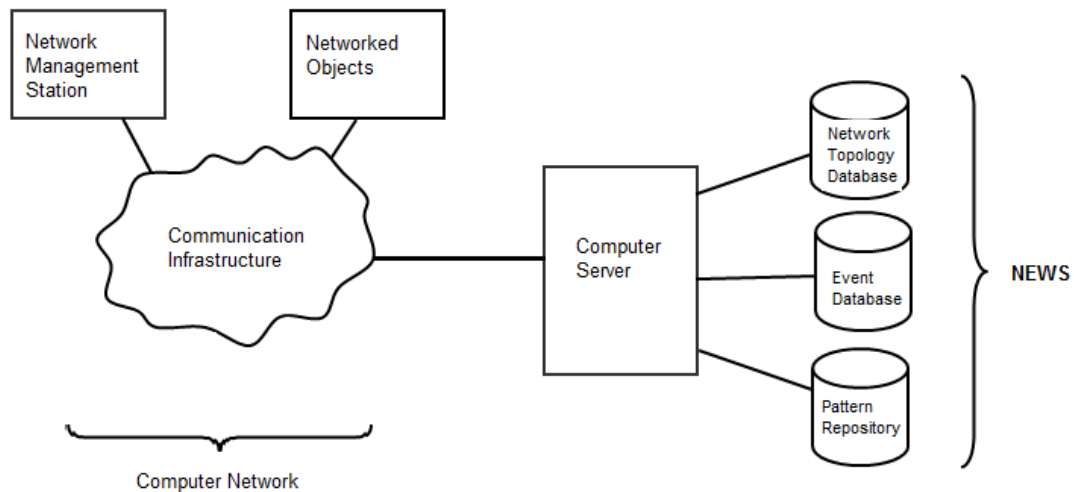 Network
Management
Station
Networked
Objects
Communication
Infrastructure
Computer
Server
Network
Topology
Database
Event
Database
Pattern
Repository
NEWS
Computer Network